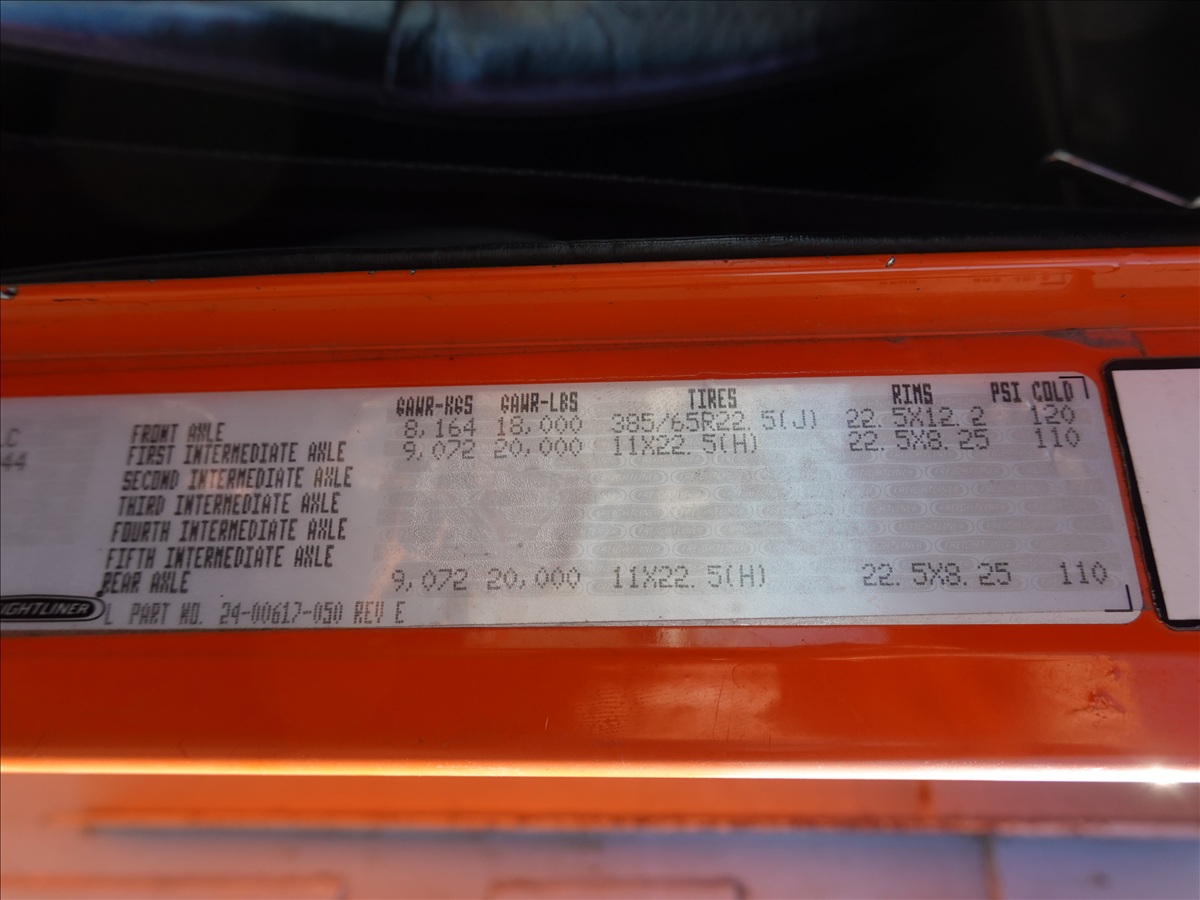 GAWR-KGS GAWR-LBS TIRES RIMS PSI COLD
LC FRONT AXLE 8,164 18,000 385/65R22.5(J) 22.5X12.2 120
44 FIRST INTERMEDIATE AXLE 9,072 20,000 11X22.5(H) 22.5X8.25 110
SECOND INTERMEDIATE AXLE
THIRD INTERMEDIATE AXLE
FOURTH INTERMEDIATE AXLE
FIFTH INTERMEDIATE AXLE
REAR AXLE 9,072 20,000 11X22.5(H) 22.5X8.25 110
IGHTLINER L PART NO. 24-00617-050 REV E